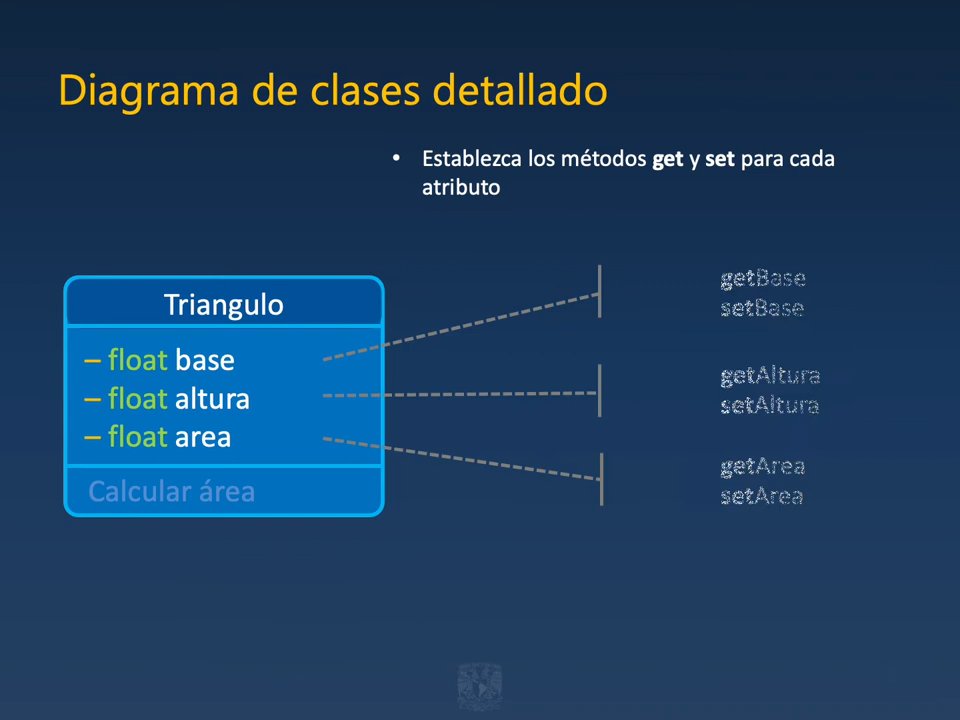 Diagrama de clases detallado
• Establezca los métodos get y set para cada
atributo
Triangulo
– float base
– float altura
– float area
Calcular área
getBase
setBase
getAltura
setAltura
getArea
setArea